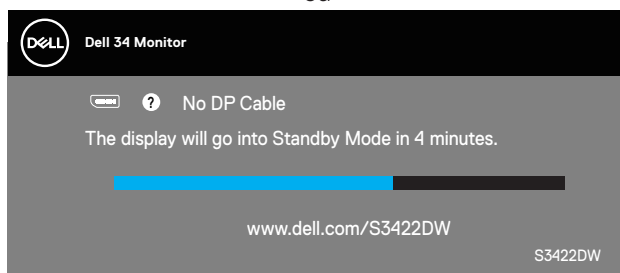 DELL
Dell 34 Monitor
? No DP Cable
The display will go into Standby Mode in 4 minutes.
www.dell.com/S3422DW
S3422DW